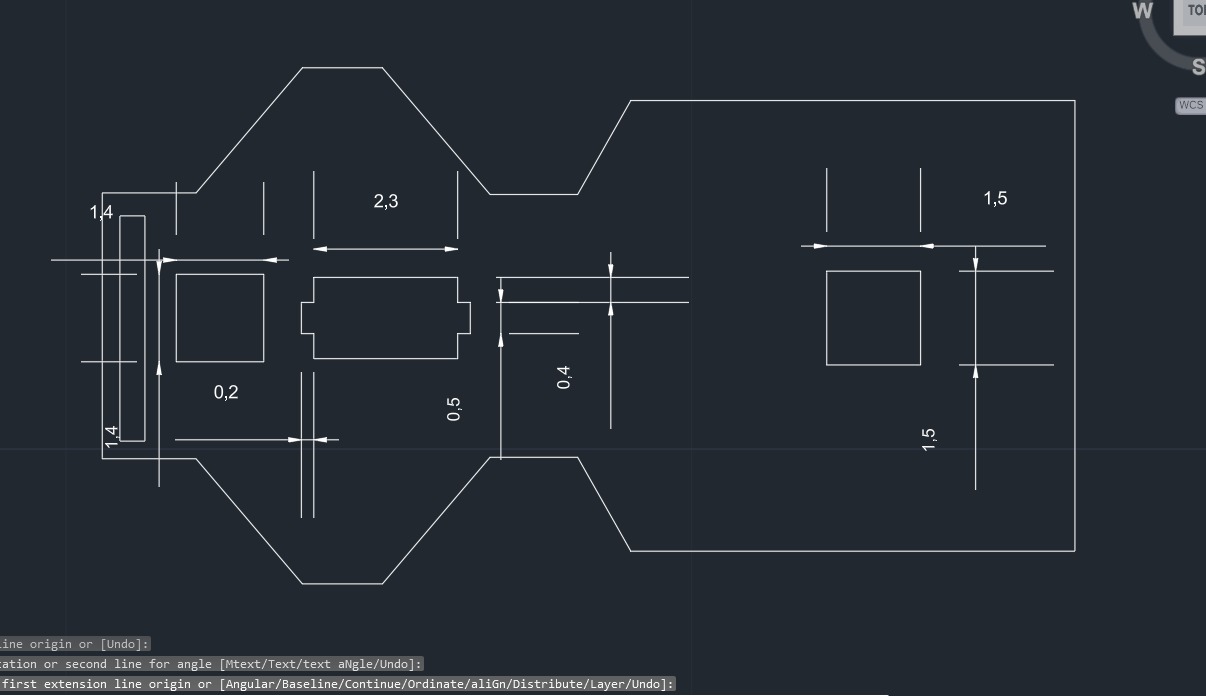 W
TO
S
WCS
2,3
1,5
1,4
0,2
0,4
0,5
1,4
1,5
line origin or [Undo]:
cation or second line for angle [Mtext/Text/text aNgle/Undo]:
first extension line origin or [Angular/Baseline/Continue/Ordinate/aliGn/Distribute/Layer/Undo]: